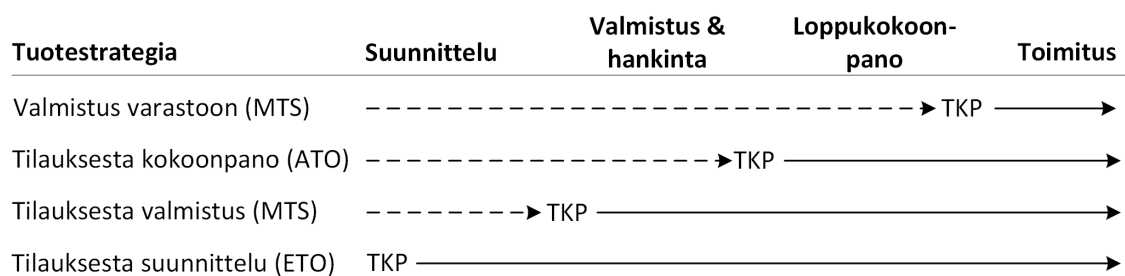 Tuotestrategia Suunnittelu Valmistus & hankinta Loppukokoon-pano Toimitus
Valmistus varastoon (MTS) TKP
Tilauksesta kokoonpano (ATO) TKP
Tilauksesta valmistus (MTS) TKP
Tilauksesta suunnittelu (ETO) TKP